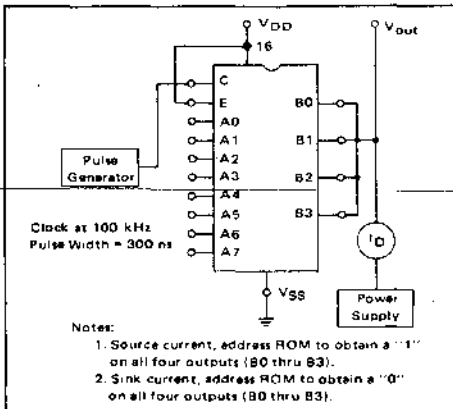 VDD
Vout
16
C
E
A0
A1
A2
A3
A4
A5
A6
A7
B0
B1
B2
B3
Pulse
Generator
Clock at 100 kHz
Pulse Width = 300 ns
ID
VSS
Power
Supply
Notes:
1. Source current, address ROM to obtain a "1"
on all four outputs (B0 thru B3).
2. Sink current, address ROM to obtain a "0"
on all four outputs (B0 thru B3).